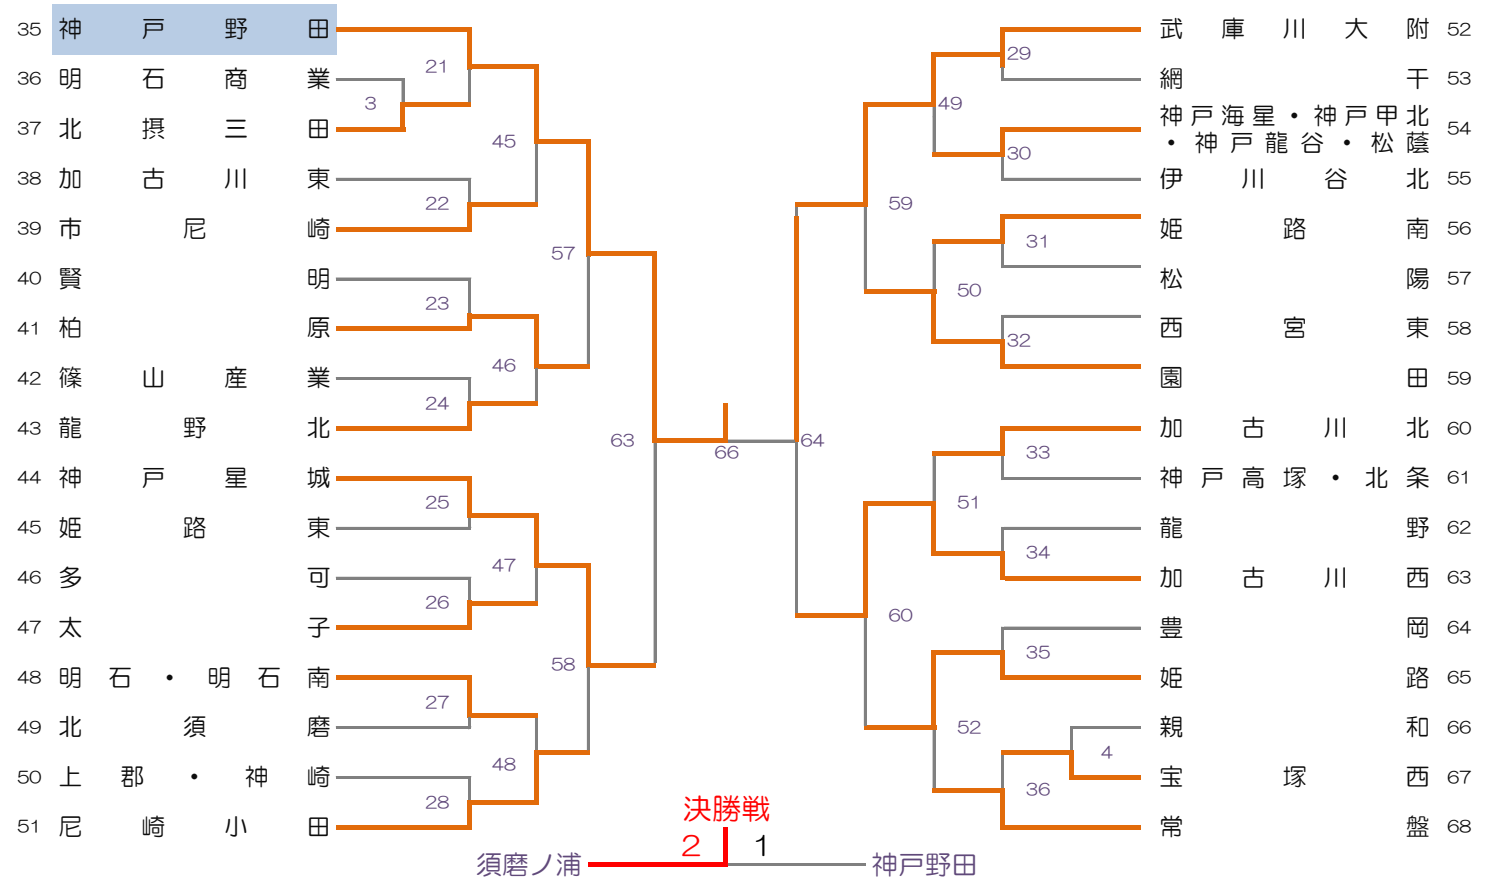 35 神戸野田
36 明石商業
37 北摂三田
38 加古川東
39 市尼崎
40 賢明
41 柏原
42 篠山産業
43 龍野北
44 神戸星城
45 姫路東
46 多可
47 太子
48 明石・明石南
49 北須磨
50 上郡・神崎
51 尼崎小田
3
21
22
23
24
25
26
27
28
45
46
47
48
57
58
63
66
64
59
60
49
50
51
52
29
30
31
32
33
34
35
36
4
武庫川大附 52
網干 53
神戸海星・神戸甲北
・神戸龍谷・松蔭 54
伊川谷北 55
姫路南 56
松陽 57
西宮東 58
園田 59
加古川北 60
神戸高塚・北条 61
龍野 62
加古川西 63
豊岡 64
姫路 65
親和 66
宝塚西 67
常盤 68
決勝戦
2 1
須磨ノ浦 神戸野田